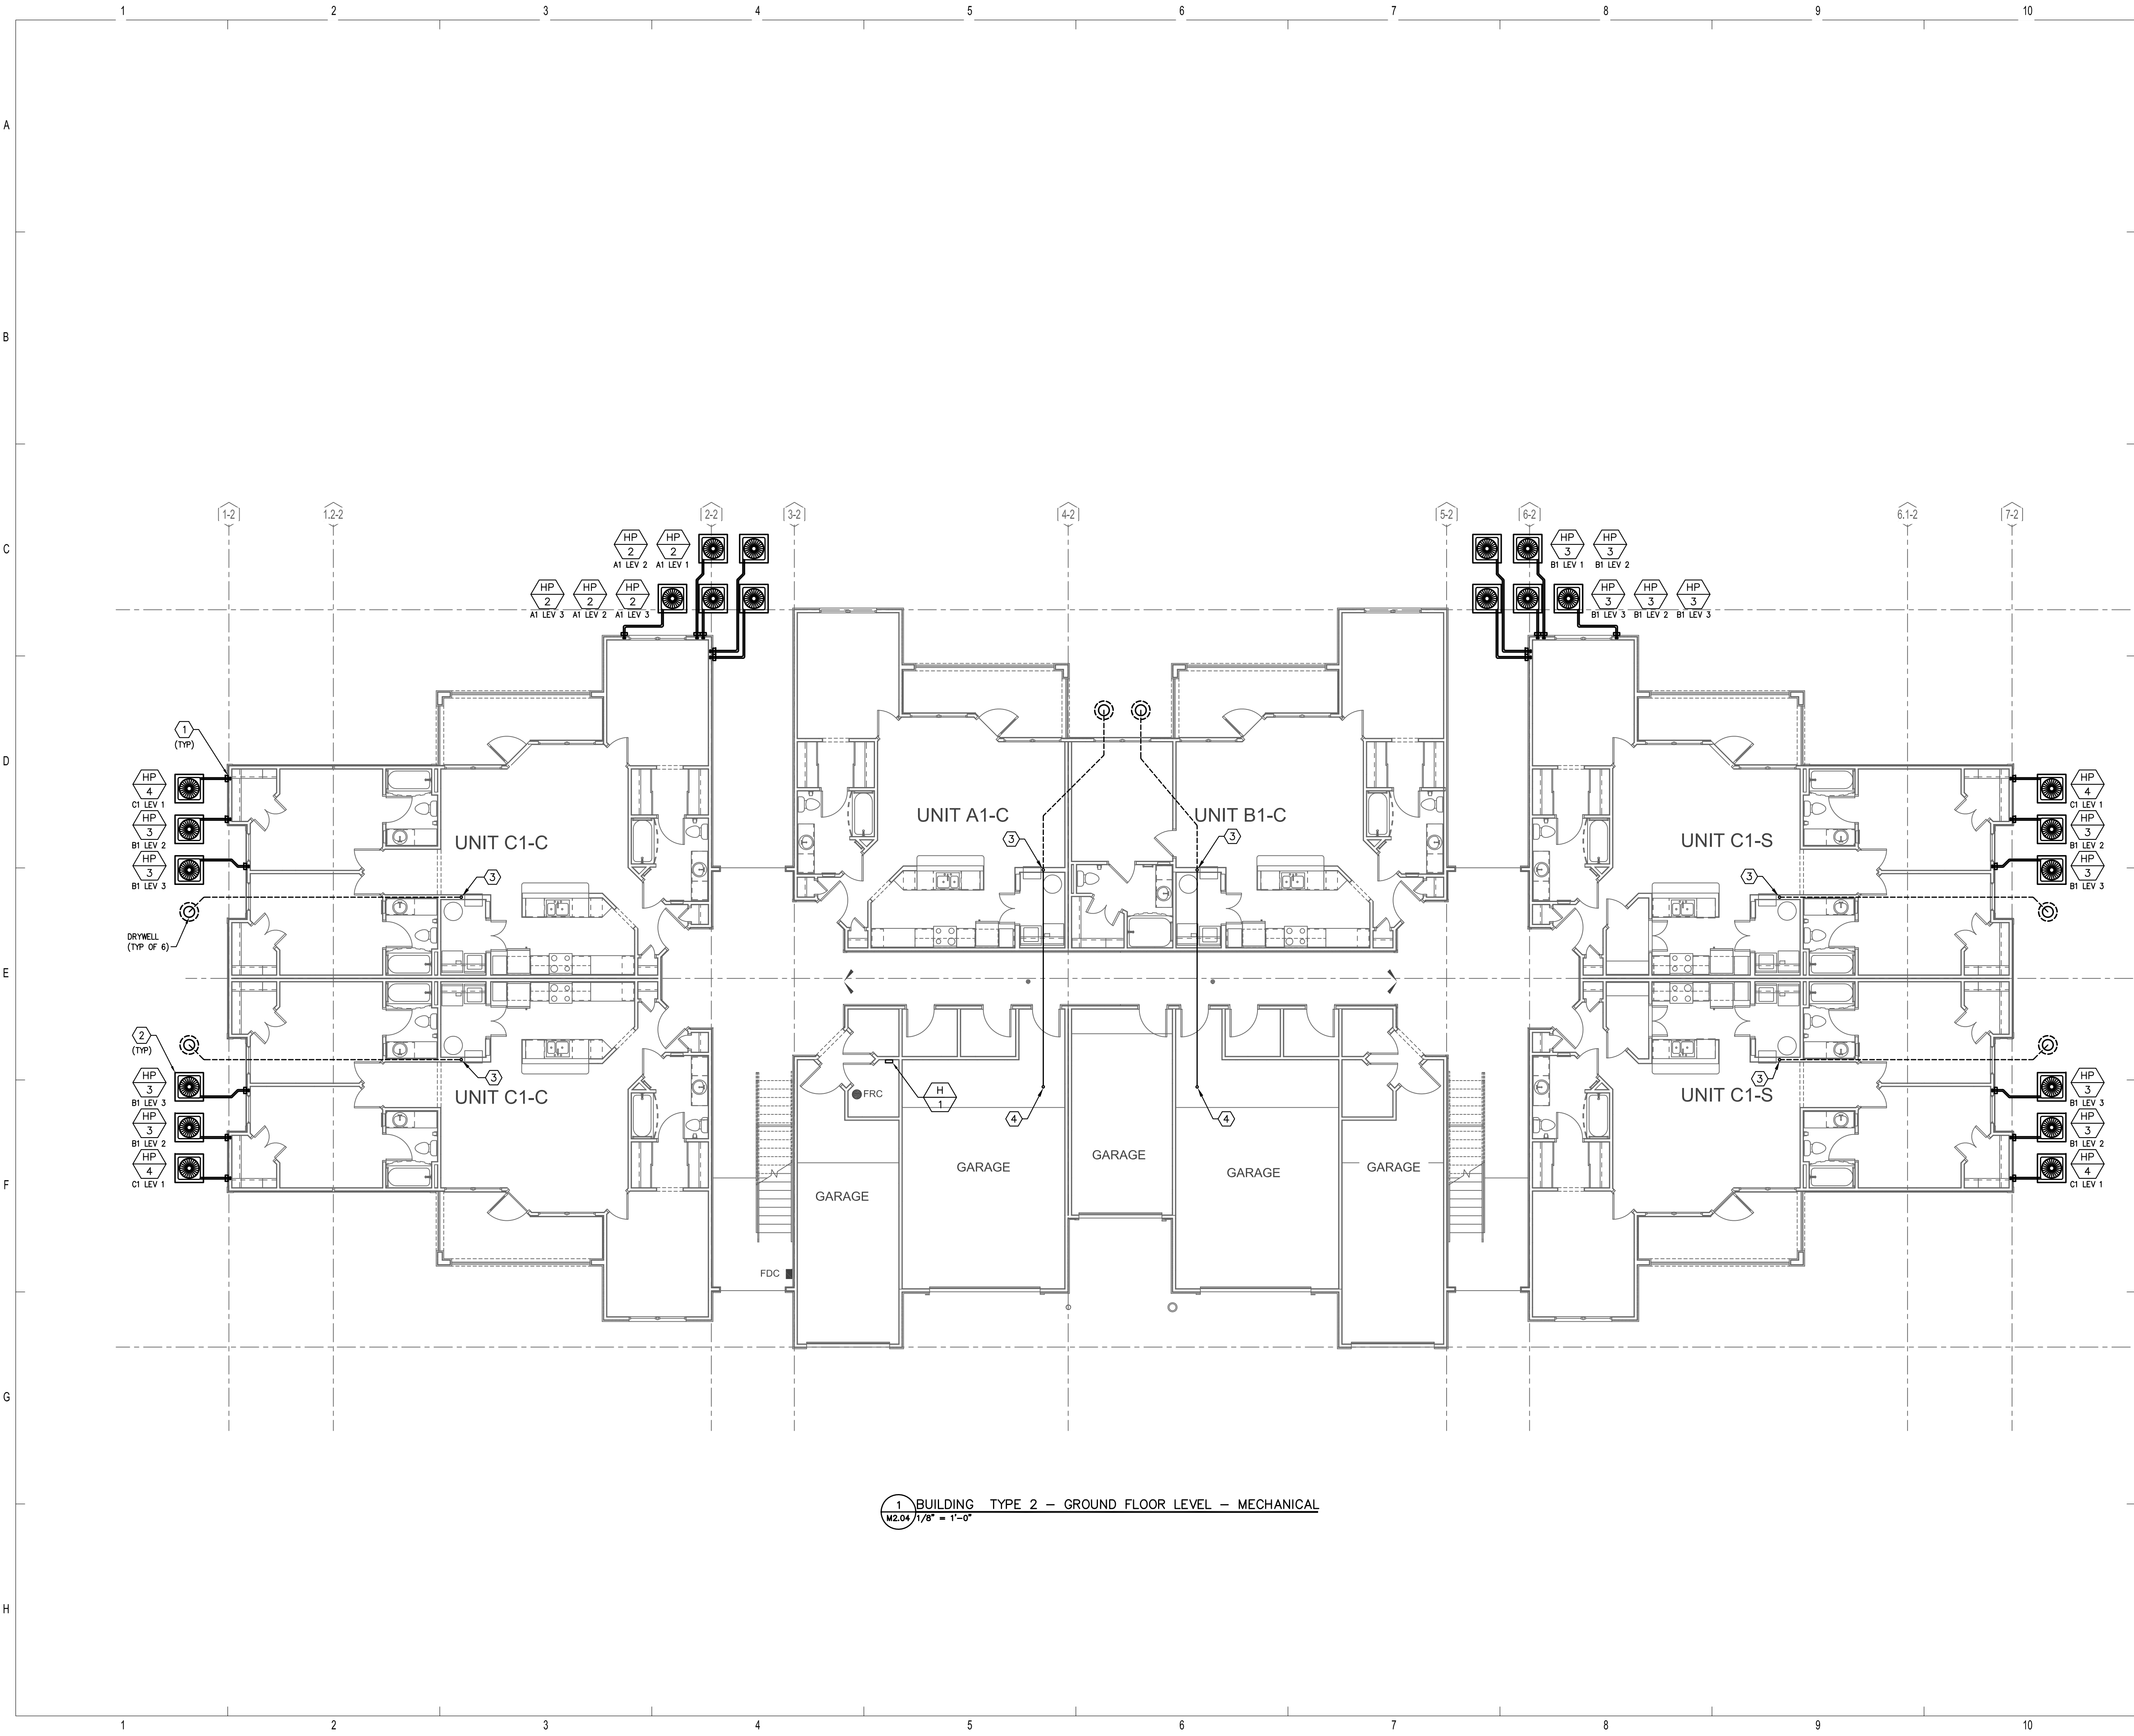 1 2 3 4 5 6 7 8 9 10
A
B
C
D
E
F
G
H
1-2 1.2-2 2-2 3-2 4-2 5-2 6-2 6.1-2 7-2
HP 2 A1 LEV 2
HP 2 A1 LEV 1
HP 2 A1 LEV 3
HP 2 A1 LEV 2
HP 2 A1 LEV 3
HP 3 B1 LEV 1
HP 3 B1 LEV 2
HP 3 B1 LEV 3
HP 3 B1 LEV 2
HP 3 B1 LEV 3
1
(TYP)
HP 4 C1 LEV 1
HP 3 B1 LEV 2
HP 3 B1 LEV 3
DRYWELL
(TYP OF 6)
2
(TYP)
HP 3 B1 LEV 3
HP 3 B1 LEV 2
HP 4 C1 LEV 1
UNIT C1-C
3
3
UNIT C1-C
UNIT A1-C
3
UNIT B1-C
3
FRC
H 1
4
4
GARAGE
GARAGE
GARAGE
GARAGE
GARAGE
FDC
UNIT C1-S
3
3
UNIT C1-S
HP 4 C1 LEV 1
HP 3 B1 LEV 2
HP 3 B1 LEV 3
HP 3 B1 LEV 3
HP 3 B1 LEV 2
HP 4 C1 LEV 1
1 BUILDING TYPE 2 – GROUND FLOOR LEVEL – MECHANICAL
M2.04 1/8" = 1'-0"
1 2 3 4 5 6 7 8 9 10